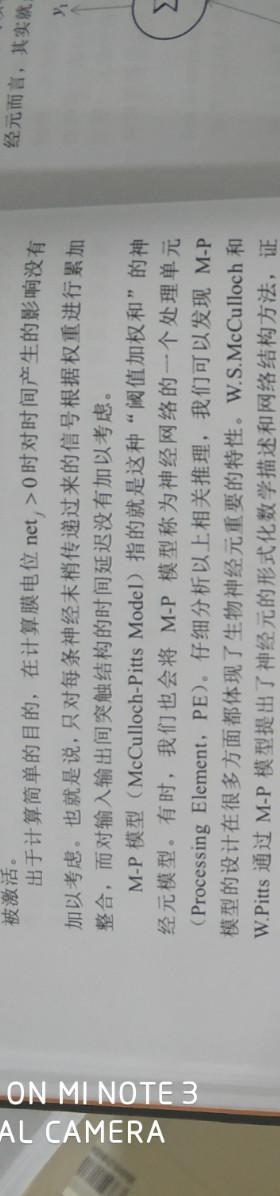 经元而言，其实就
y₁
Σ
被激活。
出于计算简单的目的，在计算膜电位 net j > 0 时对时间产生的影响没有
加以考虑。也就是说，只对每条神经末梢传递过来的信号根据权重进行累加
整合，而对输入输出间突触结构的时间延迟没有加以考虑。
M-P 模型（McCulloch-Pitts Model）指的就是这种“阈值加权和”的神
经元模型。有时，我们也会将 M-P 模型称为神经网络的一个处理单元
（Processing Element，PE）。仔细分析以上相关推理，我们可以发现 M-P
模型的设计在很多方面都体现了生物神经元重要的特性。W.S.McCulloch 和
W.Pitts 通过 M-P 模型提出了神经元的形式化数学描述和网络结构方法，证
ON MI NOTE 3
AL CAMERA